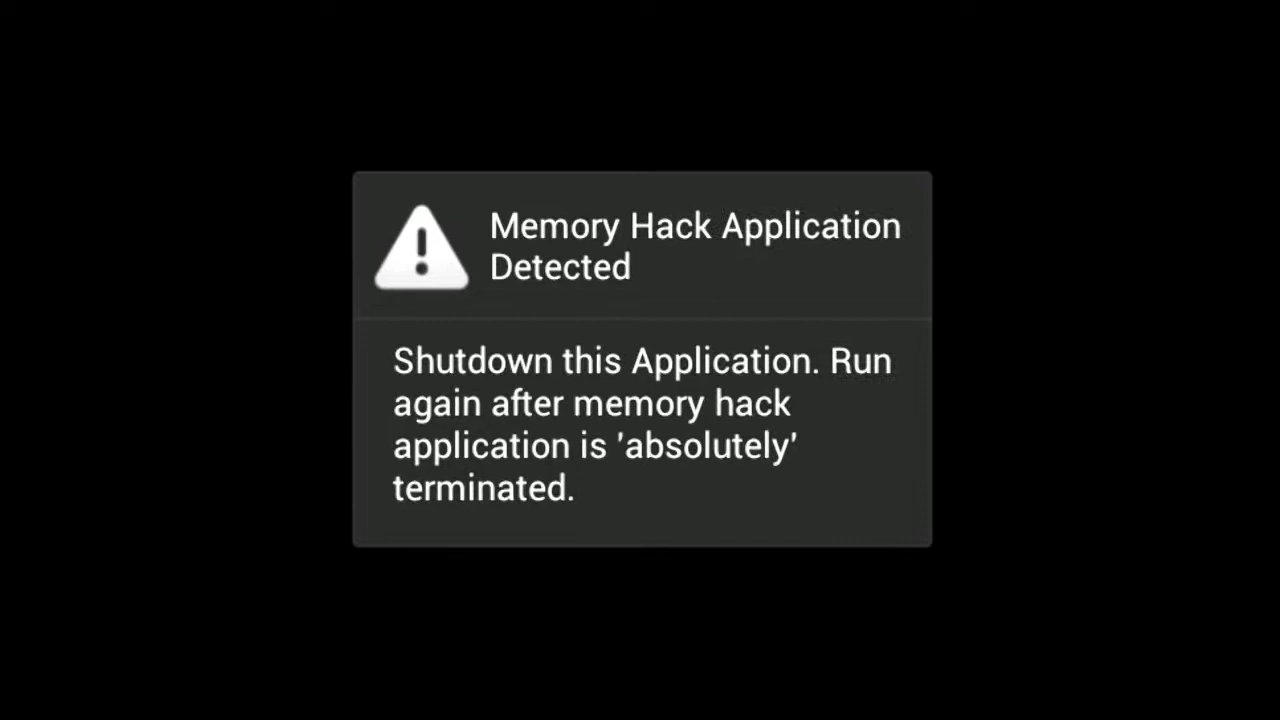 Memory Hack Application
Detected
Shutdown this Application. Run
again after memory hack
application is 'absolutely'
terminated.